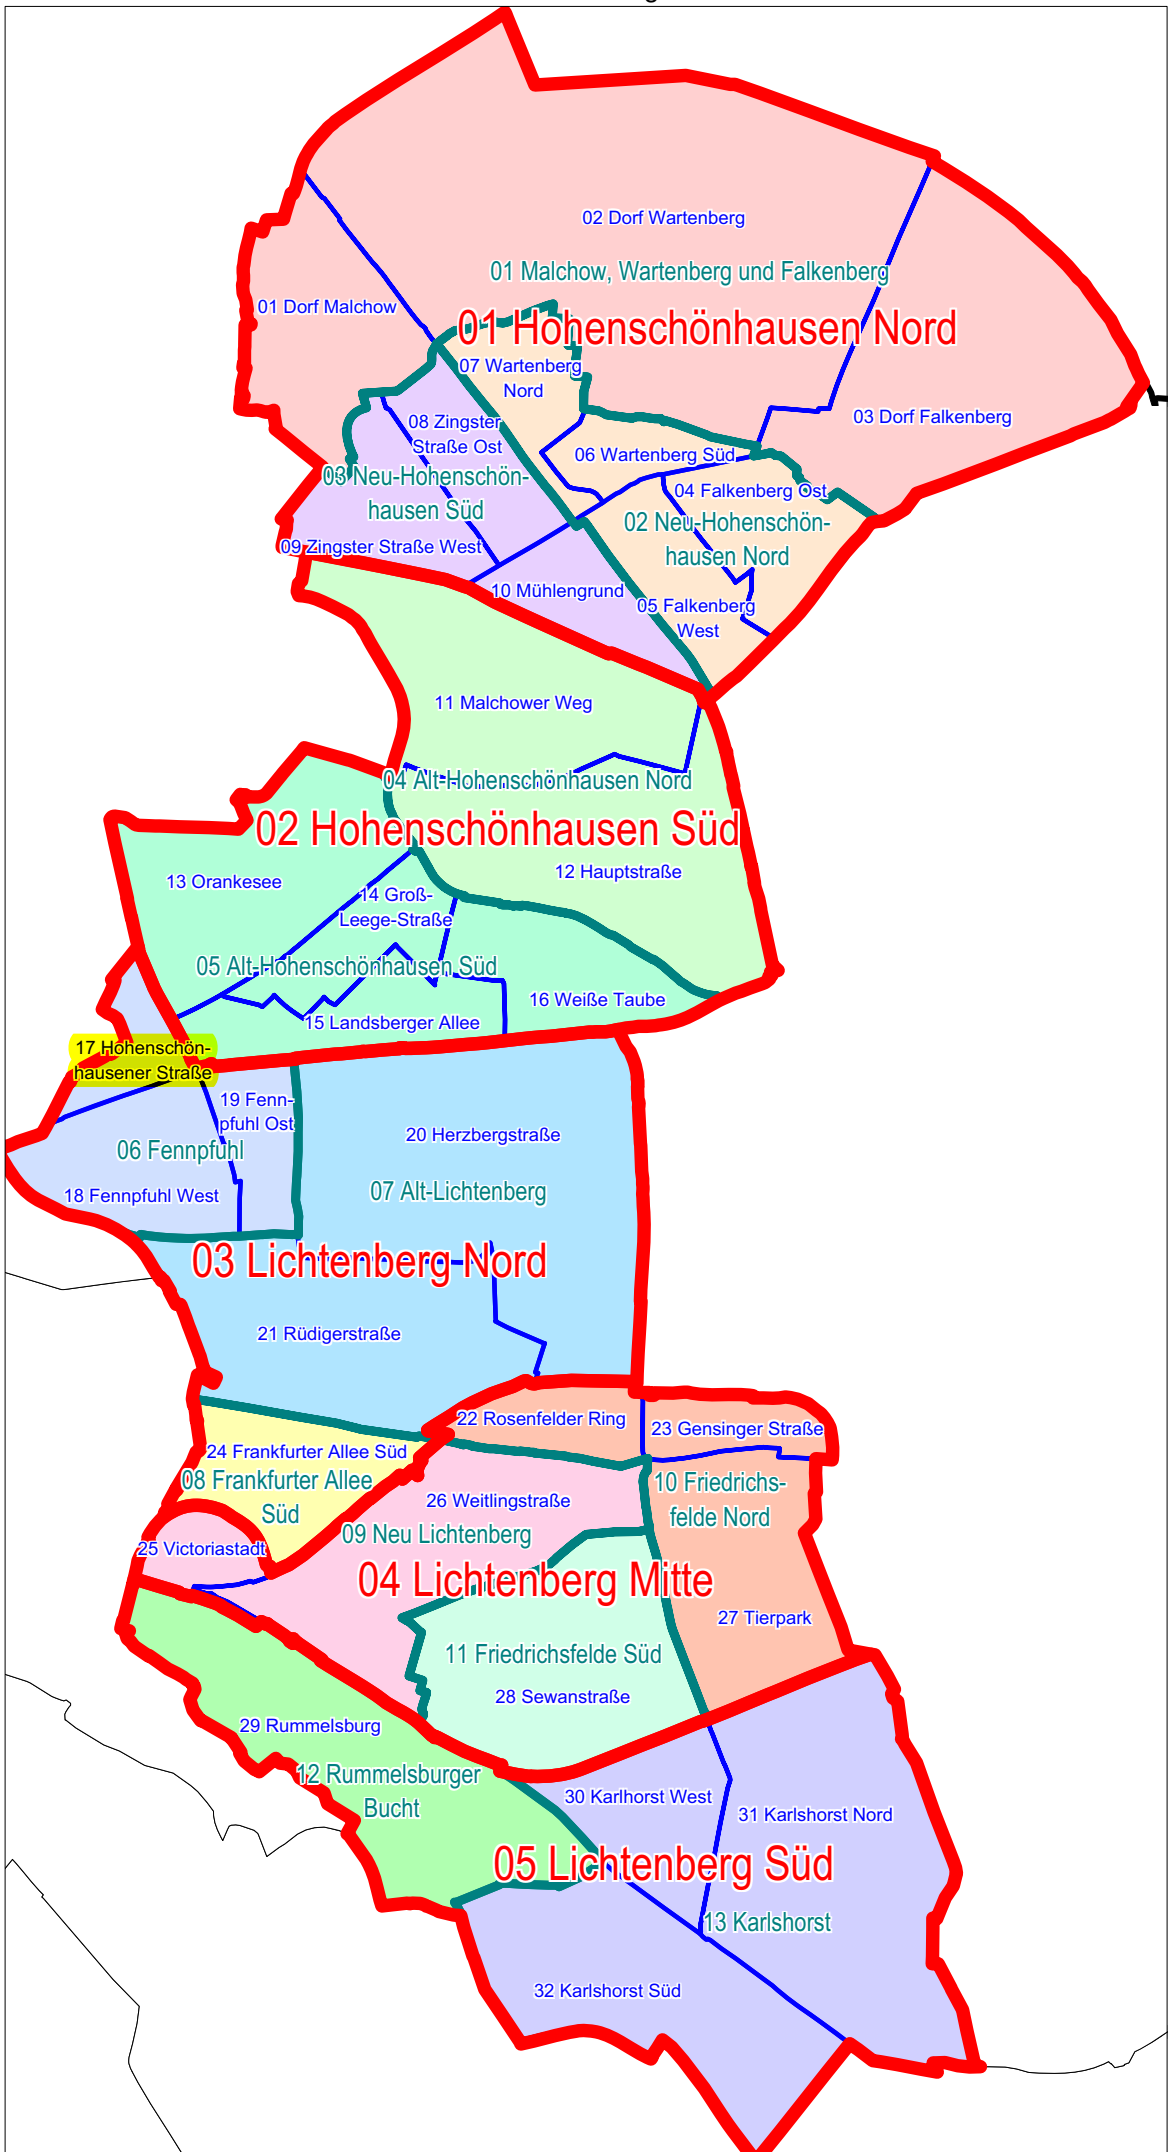 02 Dorf Wartenberg
01 Malchow, Wartenberg und Falkenberg
01 Dorf Malchow
01 Hohenschönhausen Nord
07 Wartenberg
Nord
03 Dorf Falkenberg
08 Zingster
Straße Ost
06 Wartenberg Süd
03 Neu-Hohenschön-
hausen Süd
04 Falkenberg Ost
02 Neu-Hohenschön-
hausen Nord
09 Zingster Straße West
10 Mühlengrund
05 Falkenberg
West
11 Malchower Weg
04 Alt-Hohenschönhausen Nord
02 Hohenschönhausen Süd
12 Hauptstraße
13 Orankesee
14 Groß-
Leege-Straße
05 Alt-Hohenschönhausen Süd
16 Weiße Taube
15 Landsberger Allee
17 Hohenschön-
hausener Straße
19 Fenn-
pfuhl Ost
20 Herzbergstraße
06 Fennpfuhl
18 Fennpfuhl West
07 Alt-Lichtenberg
03 Lichtenberg Nord
21 Rüdigerstraße
22 Rosenfelder Ring
23 Gensinger Straße
24 Frankfurter Allee Süd
08 Frankfurter Allee
Süd
10 Friedrichs-
felde Nord
26 Weitlingstraße
09 Neu Lichtenberg
25 Victoriastadt
04 Lichtenberg Mitte
27 Tierpark
11 Friedrichsfelde Süd
28 Sewanstraße
29 Rummelsburg
12 Rummelsburger
Bucht
30 Karlhorst West
31 Karlshorst Nord
05 Lichtenberg Süd
13 Karlshorst
32 Karlshorst Süd